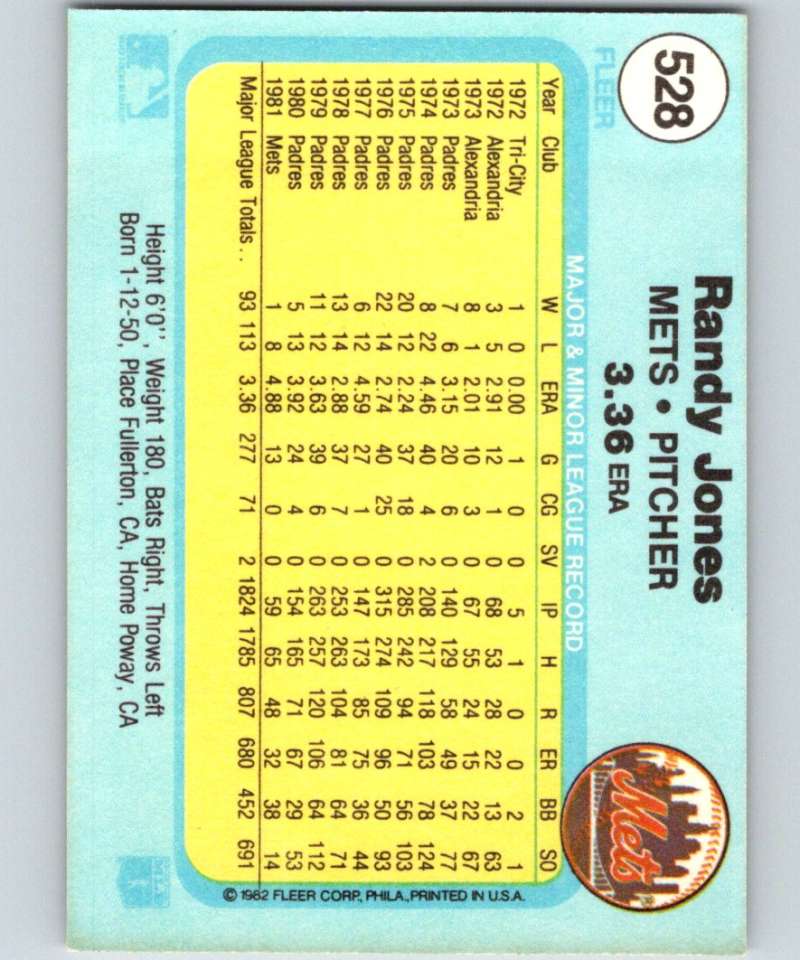 528
FLEER
Randy Jones
METS • PITCHER
3.36 ERA
Mets
®
MAJOR & MINOR LEAGUE RECORD
Year Club W L ERA G CG SV IP H R ER BB SO
1972 Tri-City 1 0 0.00 1 0 0 5 1 0 0 2 1
1972 Alexandria 3 5 2.91 12 1 0 68 53 28 22 13 63
1973 Alexandria 8 1 2.01 10 3 0 67 55 24 15 22 67
1973 Padres 7 6 3.15 20 6 0 140 129 58 49 37 77
1974 Padres 8 22 4.46 40 4 2 208 217 118 103 78 124
1975 Padres 20 12 2.24 37 18 0 285 242 94 71 56 103
1976 Padres 22 14 2.74 40 25 0 315 274 109 96 50 93
1977 Padres 6 12 4.59 27 1 0 147 173 85 75 36 44
1978 Padres 13 14 2.88 37 7 0 253 263 104 81 64 71
1979 Padres 11 12 3.63 39 6 0 263 257 120 106 64 112
1980 Padres 5 13 3.92 24 4 0 154 165 71 67 29 53
1981 Mets 1 8 4.88 13 0 0 59 65 48 32 38 14
Major League Totals . . 93 113 3.36 277 71 2 1824 1785 807 680 452 691
© 1982 FLEER CORP., PHILA., PRINTED IN U.S.A.
Height 6'0", Weight 180, Bats Right, Throws Left
Born 1-12-50, Place Fullerton, CA, Home Poway, CA